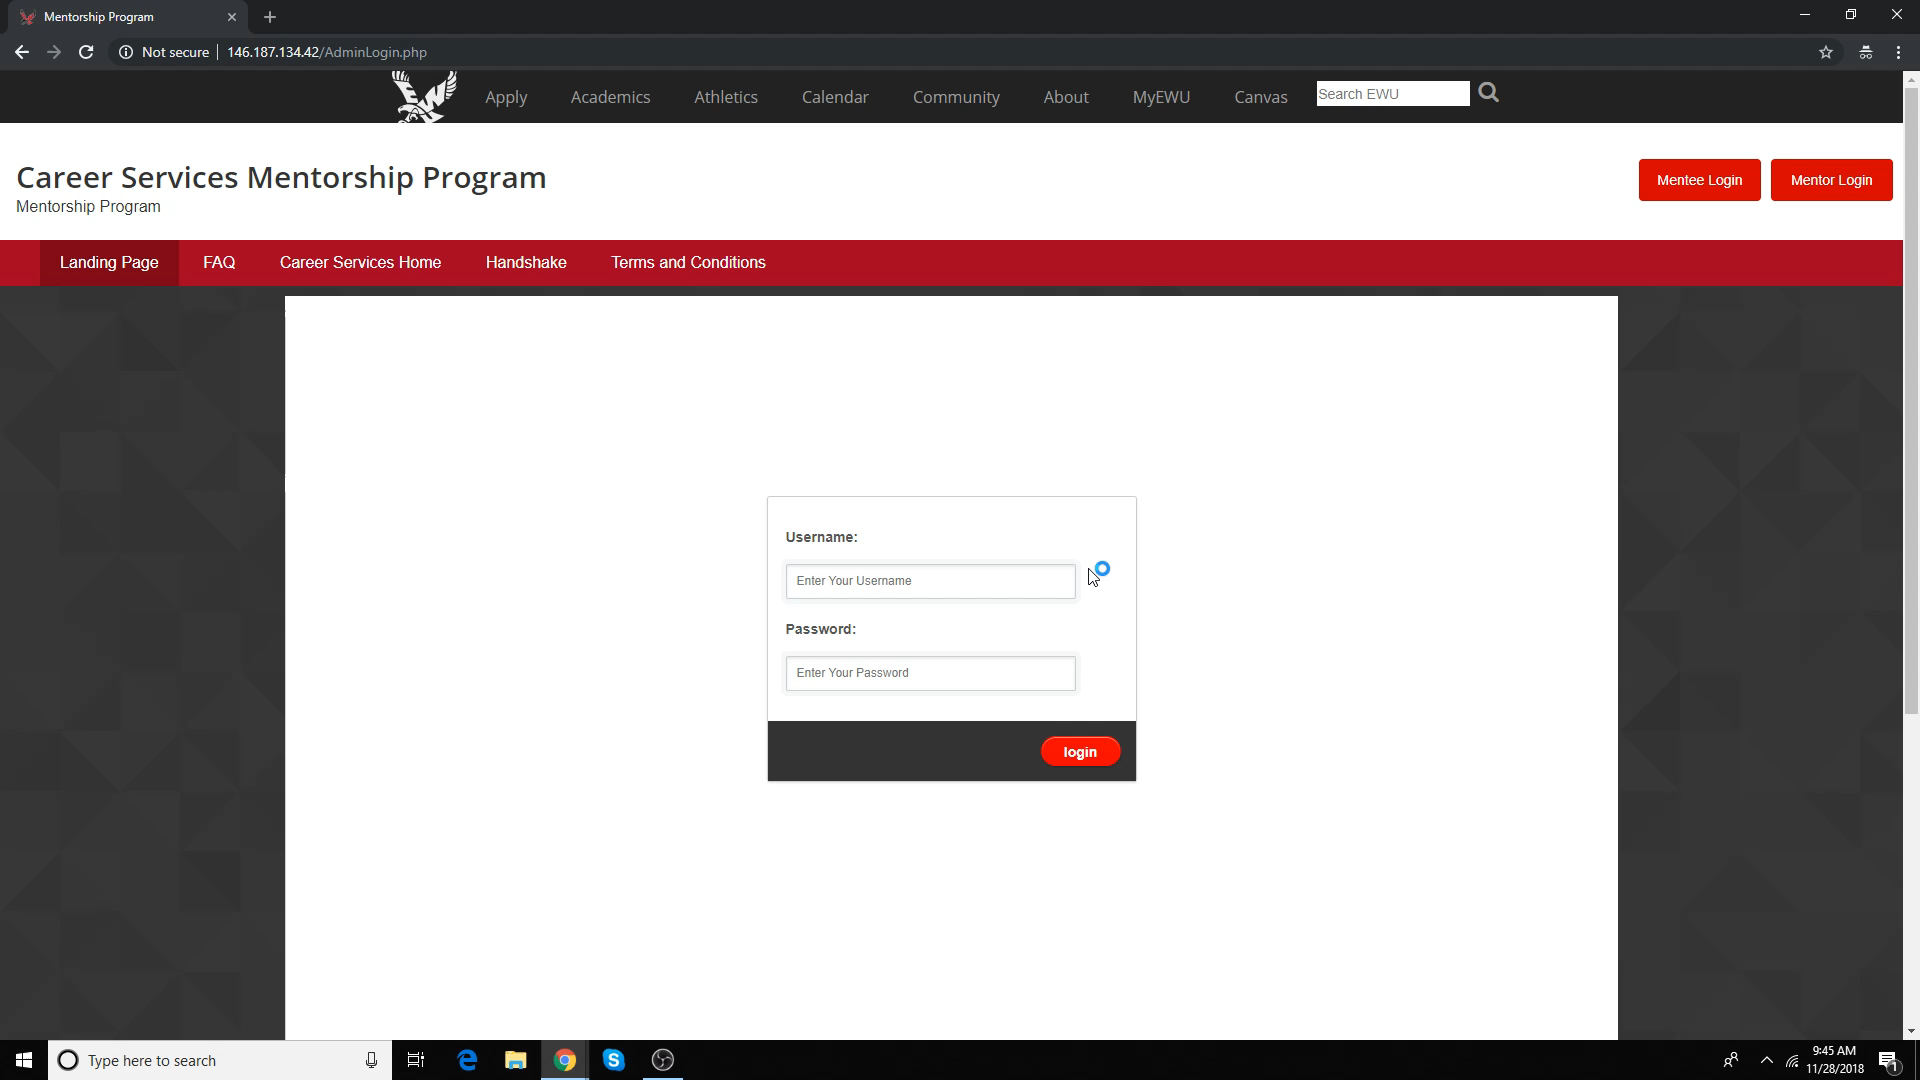 Mentorship Program
Not secure 146.187.134.42/AdminLogin.php
EWU
Apply Academics Athletics Calendar Community About MyEWU Canvas Search EWU
Career Services Mentorship Program
Mentorship Program
Mentee Login Mentor Login
Landing Page FAQ Career Services Home Handshake Terms and Conditions
Username:
Enter Your Username
Password:
Enter Your Password
login
Type here to search
9:45 AM
11/28/2018
1